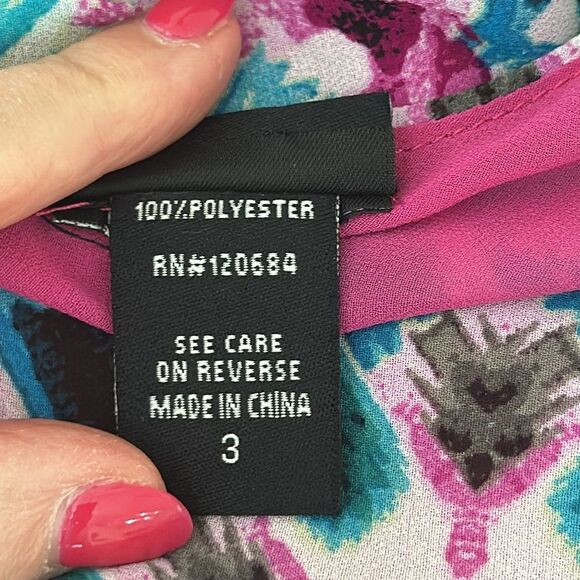 100%POLYESTER
RN#120684
SEE CARE
ON REVERSE
MADE IN CHINA
3